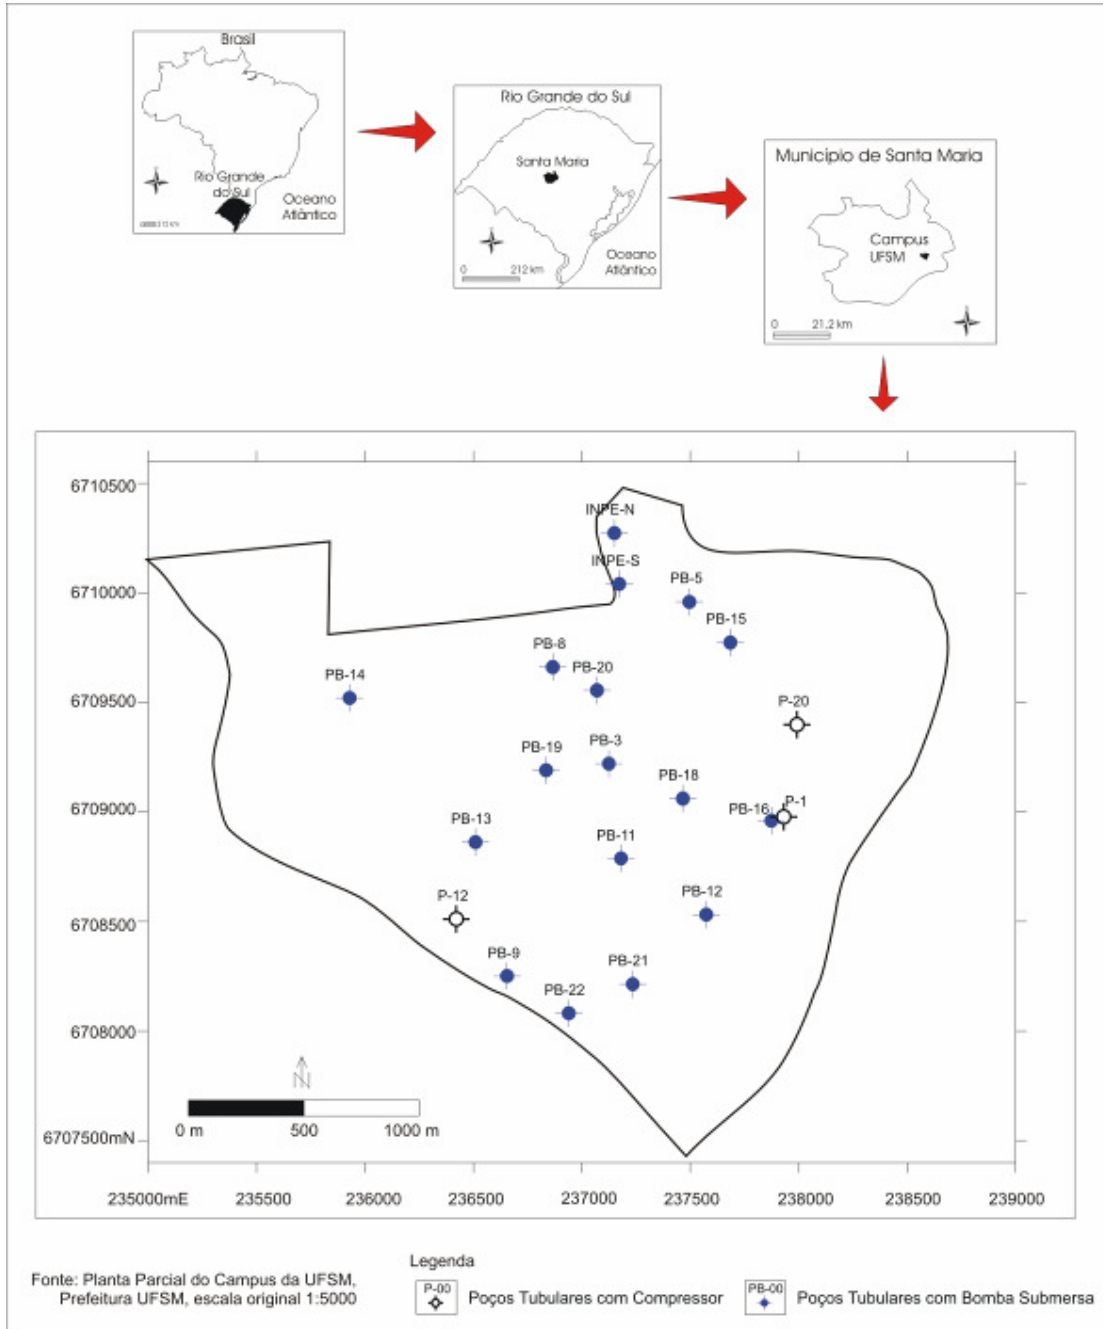 Brasil
Rio Grande
do Sul
Oceano
Atlântico
Rio Grande do Sul
Santa Maria
0 212 km
Oceano
Atlântico
Município de Santa Maria
Campus
UFSM
0 21,2 km
6710500
6710000
6709500
6709000
6708500
6708000
6707500mN
INPE-N
INPE-S
PB-5
PB-15
PB-8
PB-20
PB-14
P-20
PB-19
PB-3
PB-18
PB-16
P-1
PB-13
PB-11
PB-12
P-12
PB-9
PB-21
PB-22
N
0 m 500 1000 m
235000mE 235500 236000 236500 237000 237500 238000 238500 239000
Fonte: Planta Parcial do Campus da UFSM,
Prefeitura UFSM, escala original 1:5000
Legenda
P-00 Poços Tubulares com Compressor
PB-00 Poços Tubulares com Bomba Submersa